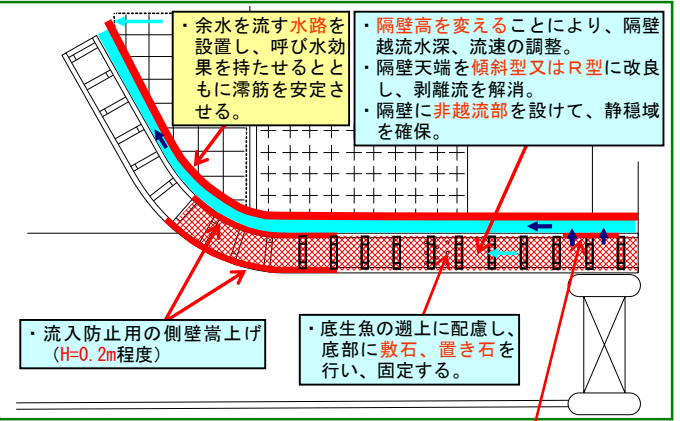 ・余水を流す水路を
設置し、呼び水効
果を持たせるとと
もに澪筋を安定さ
せる。
・隔壁高を変えることにより、隔壁
越流水深、流速の調整。
・隔壁天端を傾斜型又はＲ型に改良
し、剥離流を解消。
・隔壁に非越流部を設けて、静穏域
を確保。
・流入防止用の側壁嵩上げ
（H=0.2m程度）
・底生魚の遡上に配慮し、
底部に敷石、置き石を
行い、固定する。